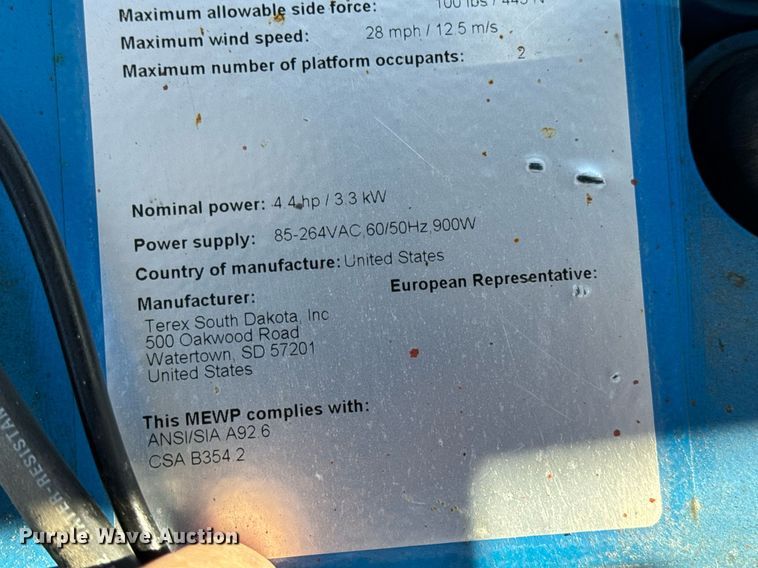 Maximum allowable side force: 100 lbs / 445 N
Maximum wind speed: 28 mph / 12.5 m/s
Maximum number of platform occupants: 2
Nominal power: 4.4 hp / 3.3 kW
Power supply: 85-264VAC,60/50Hz,900W
Country of manufacture: United States
Manufacturer:
European Representative:
Terex South Dakota, Inc
500 Oakwood Road
Watertown, SD 57201
United States
This MEWP complies with:
ANSI/SIA A92.6
CSA B354.2
Purple Wave Auction